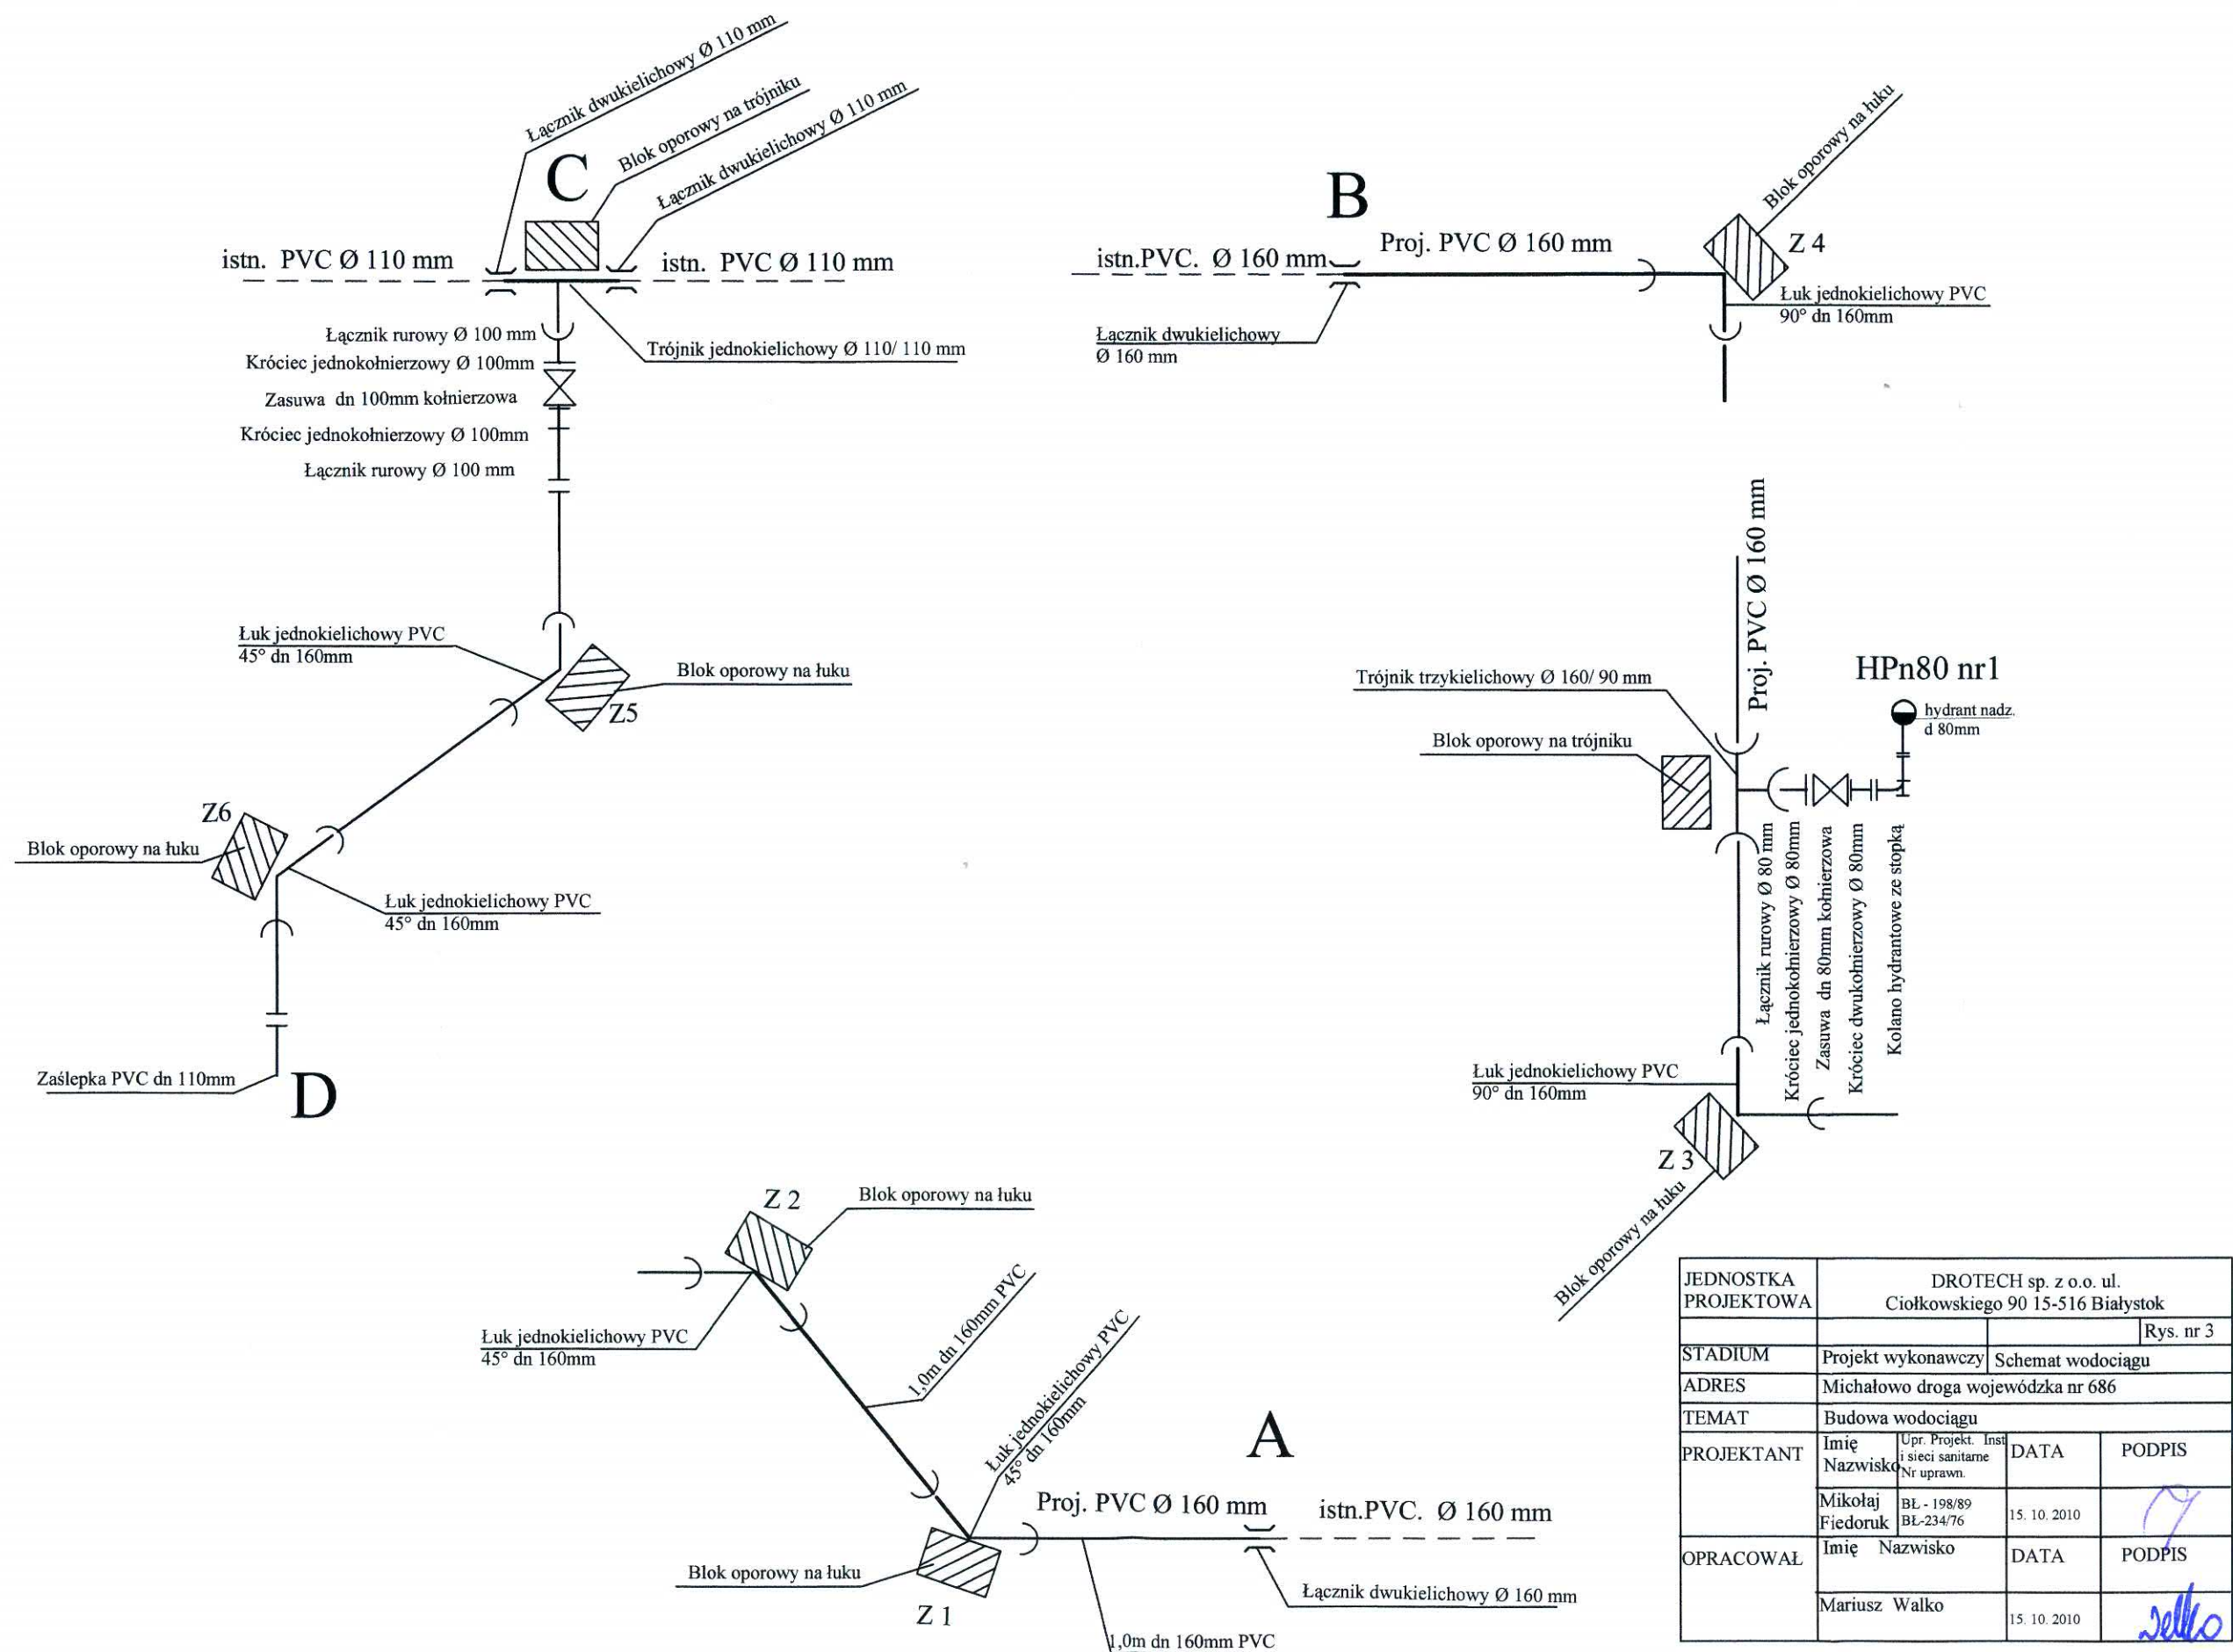 Łącznik dwukielichowy Ø 110 mm
Blok oporowy na trójniku
Łącznik dwukielichowy Ø 110 mm
C
istn. PVC Ø 110 mm
istn. PVC Ø 110 mm
Łącznik rurowy Ø 100 mm
Trójnik jednokielichowy Ø 110/ 110 mm
Króciec jednokołnierzowy Ø 100mm
Zasuwa dn 100mm kołnierzowa
Króciec jednokołnierzowy Ø 100mm
Łącznik rurowy Ø 100 mm
Łuk jednokielichowy PVC
45° dn 160mm
Blok oporowy na łuku
Z5
Z6
Blok oporowy na łuku
Łuk jednokielichowy PVC
45° dn 160mm
Zaślepka PVC dn 110mm
D
B
Blok oporowy na łuku
istn.PVC. Ø 160 mm
Proj. PVC Ø 160 mm
Z 4
Łuk jednokielichowy PVC
90° dn 160mm
Łącznik dwukielichowy
Ø 160 mm
Proj. PVC Ø 160 mm
HPn80 nr1
Trójnik trzykielichowy Ø 160/ 90 mm
hydrant nadz.
d 80mm
Blok oporowy na trójniku
Łącznik rurowy Ø 80 mm
Króciec jednokołnierzowy Ø 80mm
Zasuwa dn 80mm kołnierzowa
Króciec dwukołnierzowy Ø 80mm
Kolano hydrantowe ze stopką
Łuk jednokielichowy PVC
90° dn 160mm
Z 3
Blok oporowy na łuku
Z 2
Blok oporowy na łuku
Łuk jednokielichowy PVC
45° dn 160mm
1,0m dn 160mm PVC
Łuk jednokielichowy PVC
45° dn 160mm
A
Proj. PVC Ø 160 mm
istn.PVC. Ø 160 mm
Blok oporowy na łuku
Z 1
Łącznik dwukielichowy Ø 160 mm
1,0m dn 160mm PVC
JEDNOSTKA
PROJEKTOWA
DROTECH sp. z o.o. ul.
Ciołkowskiego 90 15-516 Białystok
Rys. nr 3
STADIUM
Projekt wykonawczy
Schemat wodociągu
ADRES
Michałowo droga wojewódzka nr 686
TEMAT
Budowa wodociągu
PROJEKTANT
Imię
Nazwisko
Upr. Projekt. Inst
i sieci sanitarne
Nr uprawn.
DATA
PODPIS
Mikołaj
Fiedoruk
BŁ - 198/89
BŁ-234/76
15. 10. 2010
OPRACOWAŁ
Imię Nazwisko
DATA
PODPIS
Mariusz Walko
15. 10. 2010